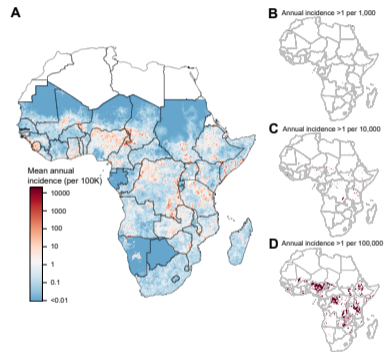 A
B Annual incidence >1 per 1,000
C Annual incidence >1 per 10,000
Mean annual
incidence (per 100K)
10000
1000
100
10
1
0.1
<0.01
D Annual incidence >1 per 100,000